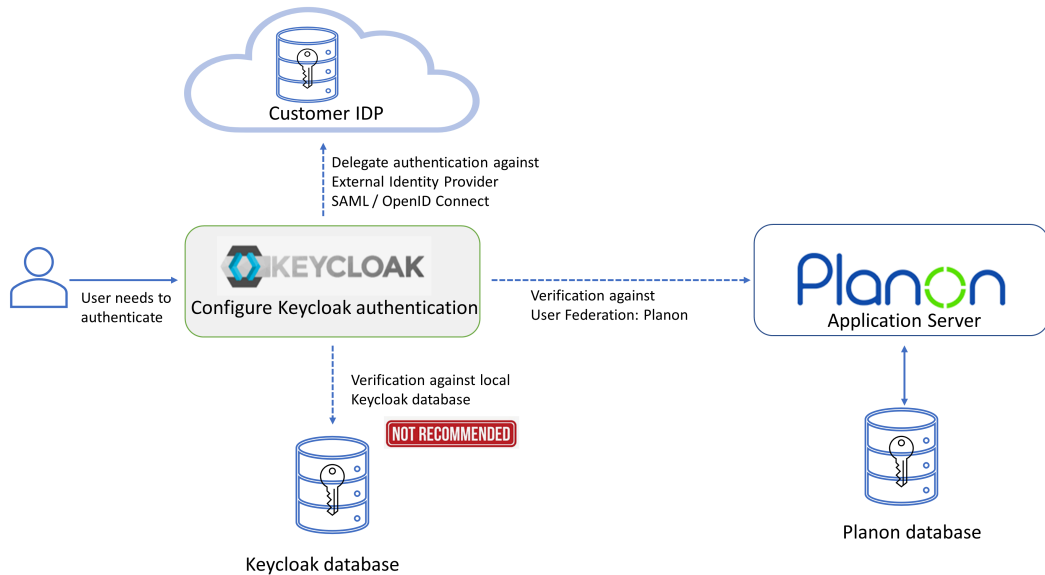 Customer IDP
Delegate authentication against
External Identity Provider
SAML / OpenID Connect
KEYCLOAK
Configure Keycloak authentication
User needs to
authenticate
Verification against
User Federation: Planon
Planon
Application Server
Verification against local
Keycloak database
NOT RECOMMENDED
Keycloak database
Planon database